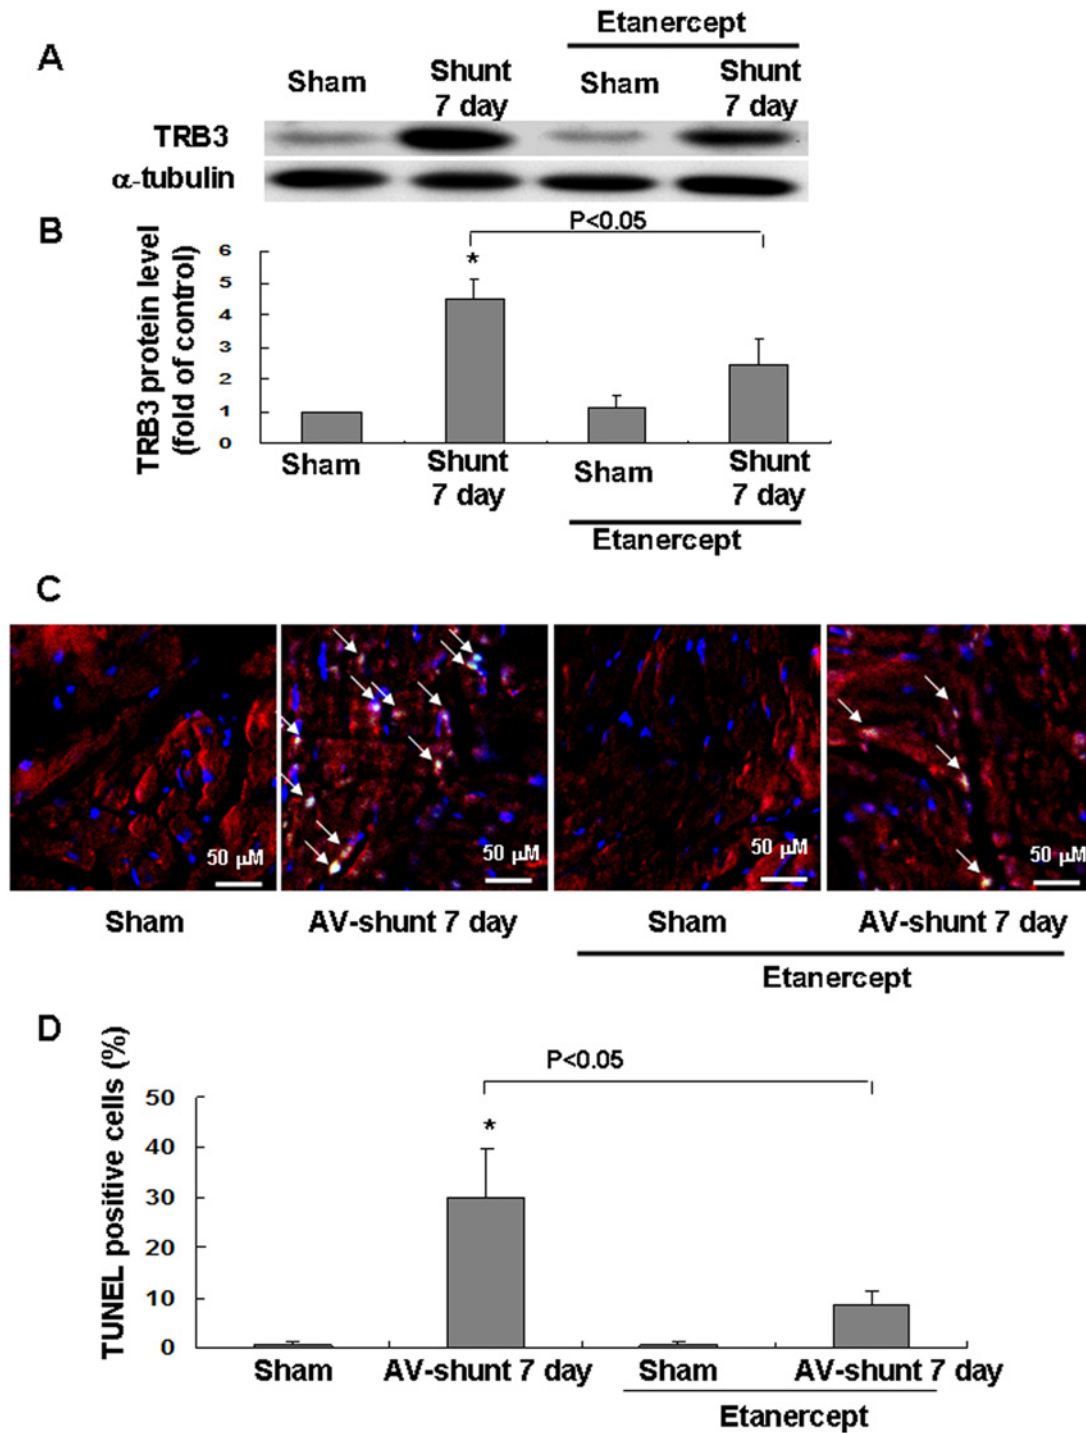 A
Etanercept
Sham
Shunt
7 day
Sham
Shunt
7 day
TRB3
α-tubulin
B
P<0.05
*
TRB3 protein level
(fold of control)
6
5
4
3
2
1
0
Sham
Shunt
7 day
Sham
Shunt
7 day
Etanercept
C
50 µM
50 µM
50 µM
50 µM
Sham
AV-shunt 7 day
Sham
AV-shunt 7 day
Etanercept
D
P<0.05
*
TUNEL positive cells (%)
50
40
30
20
10
0
Sham
AV-shunt 7 day
Sham
AV-shunt 7 day
Etanercept